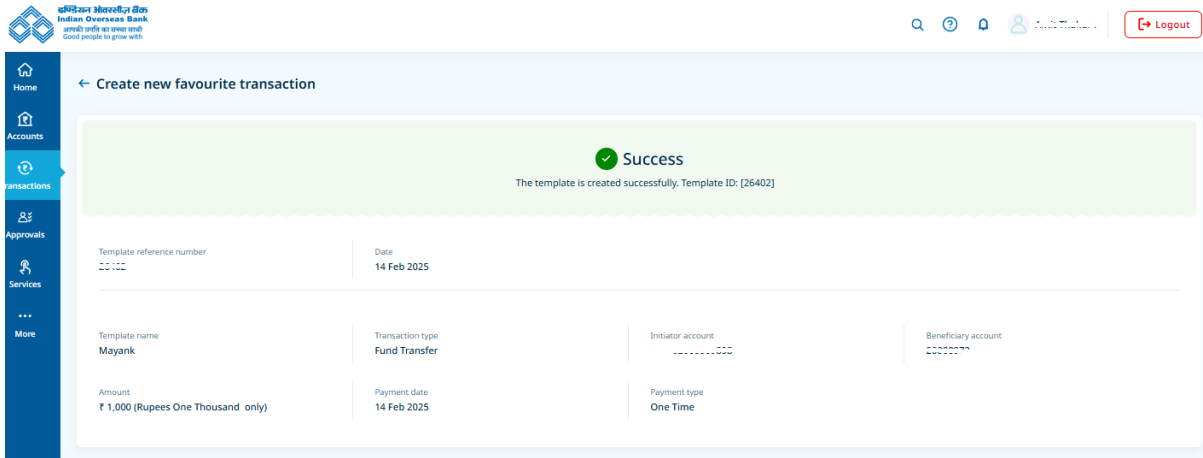 इण्डियन ओवरसीज़ बैंक
Indian Overseas Bank
आपकी प्रगति का सच्चा साथी
Good people to grow with
Logout
Home
Accounts
ransactions
Approvals
Services
More
← Create new favourite transaction
Success
The template is created successfully. Template ID: [26402]
Template reference number
Date
14 Feb 2025
Template name
Mayank
Transaction type
Fund Transfer
Initiator account
Beneficiary account
Amount
₹ 1,000 (Rupees One Thousand only)
Payment date
14 Feb 2025
Payment type
One Time